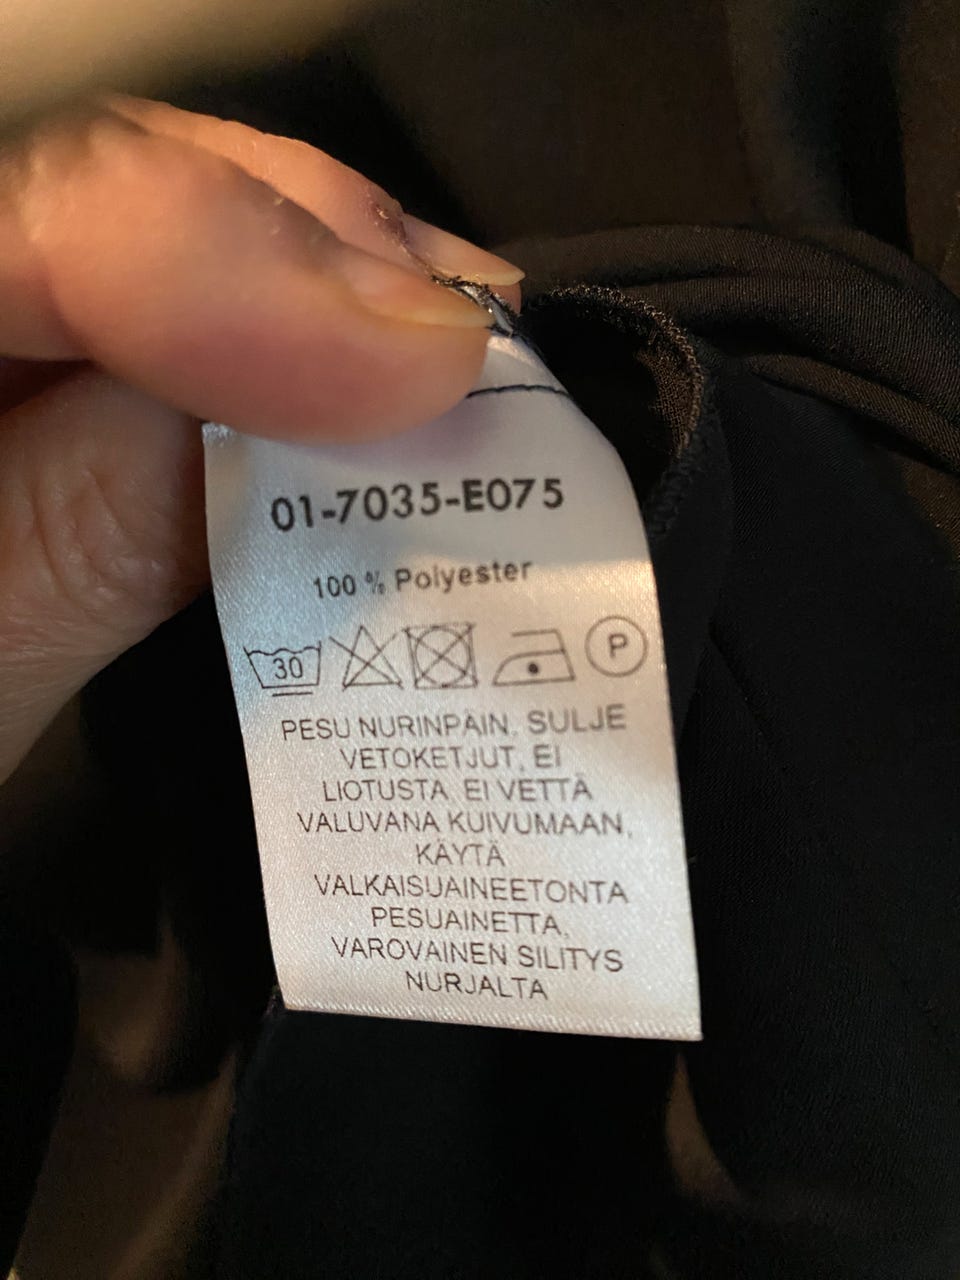 01-7035-E075
100 % Polyester
30 P
PESU NURINPÄIN, SULJE
VETOKETJUT, EI
LIOTUSTA, EI VETTÄ
VALUVANA KUIVUMAAN,
KÄYTÄ
VALKAISUAINEETONTA
PESUAINETTA,
VAROVAINEN SILITYS
NURJALTA